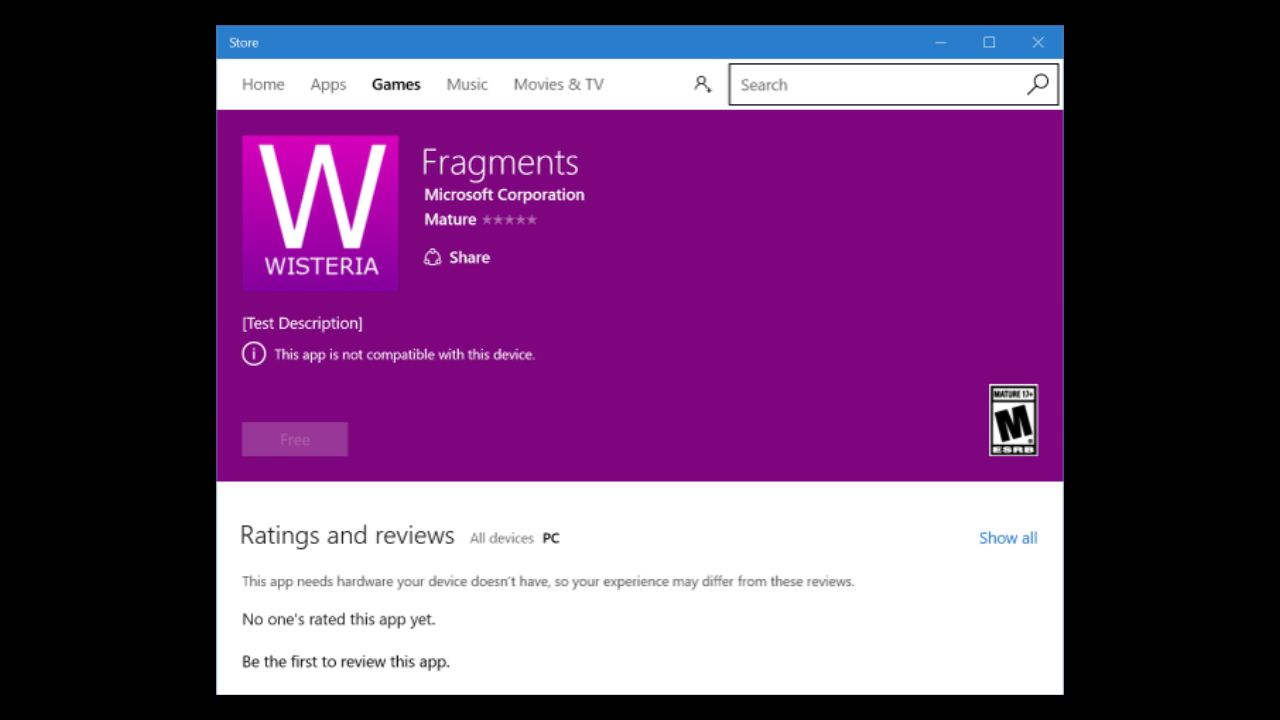 Store
Home Apps Games Music Movies & TV Search
W
WISTERIA
Fragments
Microsoft Corporation
Mature
Share
[Test Description]
This app is not compatible with this device.
Free
MATURE 17+
M
ESRB
Ratings and reviews All devices PC Show all
This app needs hardware your device doesn't have, so your experience may differ from these reviews.
No one's rated this app yet.
Be the first to review this app.